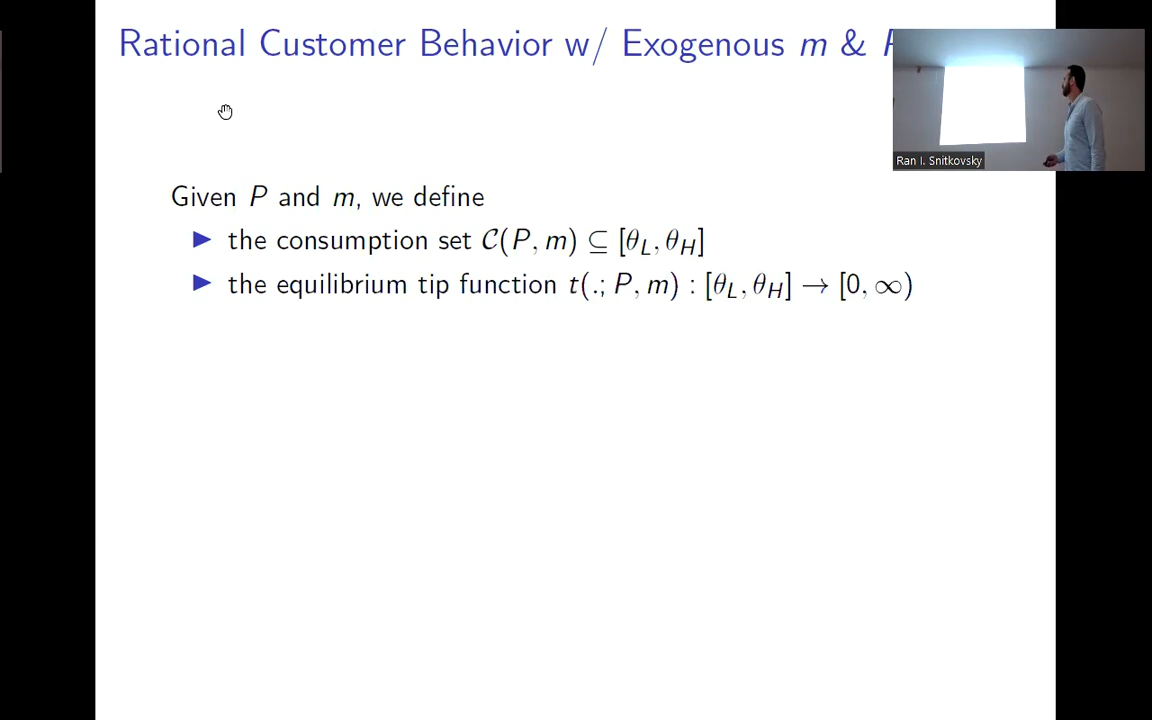 Rational Customer Behavior w/ Exogenous m &
Ran I. Snitkovsky
Given P and m, we define
▶ the consumption set 𝒞(P, m) ⊆ [θ_L, θ_H]
▶ the equilibrium tip function t(.; P, m) : [θ_L, θ_H] → [0, ∞)